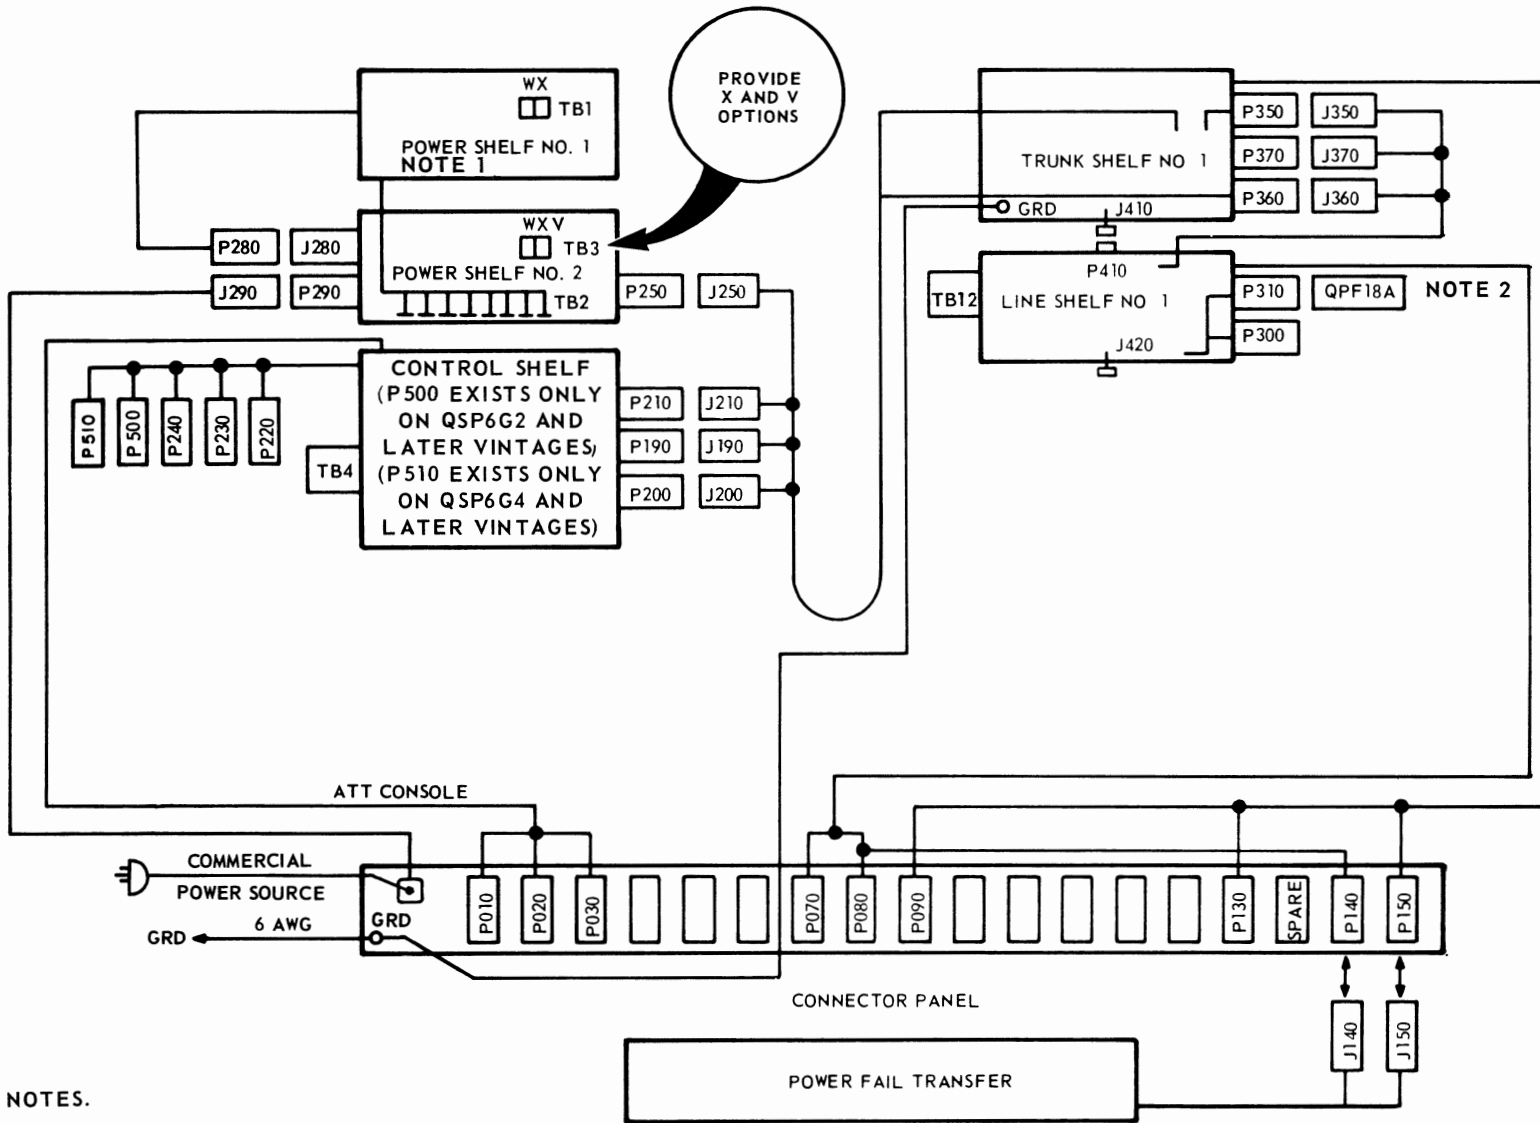 PROVIDE
X AND V
OPTIONS
WX
TB1
POWER SHELF NO. 1
NOTE 1
WXV
TB3
POWER SHELF NO. 2
TB2
P280
J280
J290
P290
P250
J250
CONTROL SHELF
(P500 EXISTS ONLY
ON QSP6G2 AND
LATER VINTAGES)
(P510 EXISTS ONLY
ON QSP6G4 AND
LATER VINTAGES)
P510
P500
P240
P230
P220
TB4
P210
J210
P190
J190
P200
J200
TRUNK SHELF NO 1
P350
J350
P370
J370
P360
J360
GRD
J410
P410
TB12
LINE SHELF NO 1
P310
QPF18A
NOTE 2
P300
J420
ATT CONSOLE
COMMERCIAL
POWER SOURCE
GRD
6 AWG
GRD
P010
P020
P030
P070
P080
P090
P130
SPARE
P140
P150
CONNECTOR PANEL
J140
J150
POWER FAIL TRANSFER
NOTES.